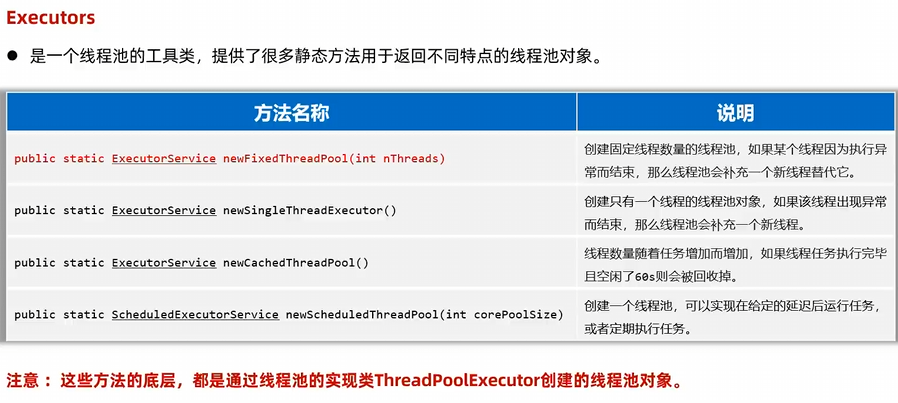 Executors
● 是一个线程池的工具类，提供了很多静态方法用于返回不同特点的线程池对象。
方法名称 说明
public static ExecutorService newFixedThreadPool(int nThreads)
创建固定线程数量的线程池，如果某个线程因为执行异
常而结束，那么线程池会补充一个新线程替代它。
public static ExecutorService newSingleThreadExecutor()
创建只有一个线程的线程池对象，如果该线程出现异常
而结束，那么线程池会补充一个新线程。
public static ExecutorService newCachedThreadPool()
线程数量随着任务增加而增加，如果线程任务执行完毕
且空闲了60s则会被回收掉。
public static ScheduledExecutorService newScheduledThreadPool(int corePoolSize)
创建一个线程池，可以实现在给定的延迟后运行任务，
或者定期执行任务。
注意 ：这些方法的底层，都是通过线程池的实现类ThreadPoolExecutor创建的线程池对象。